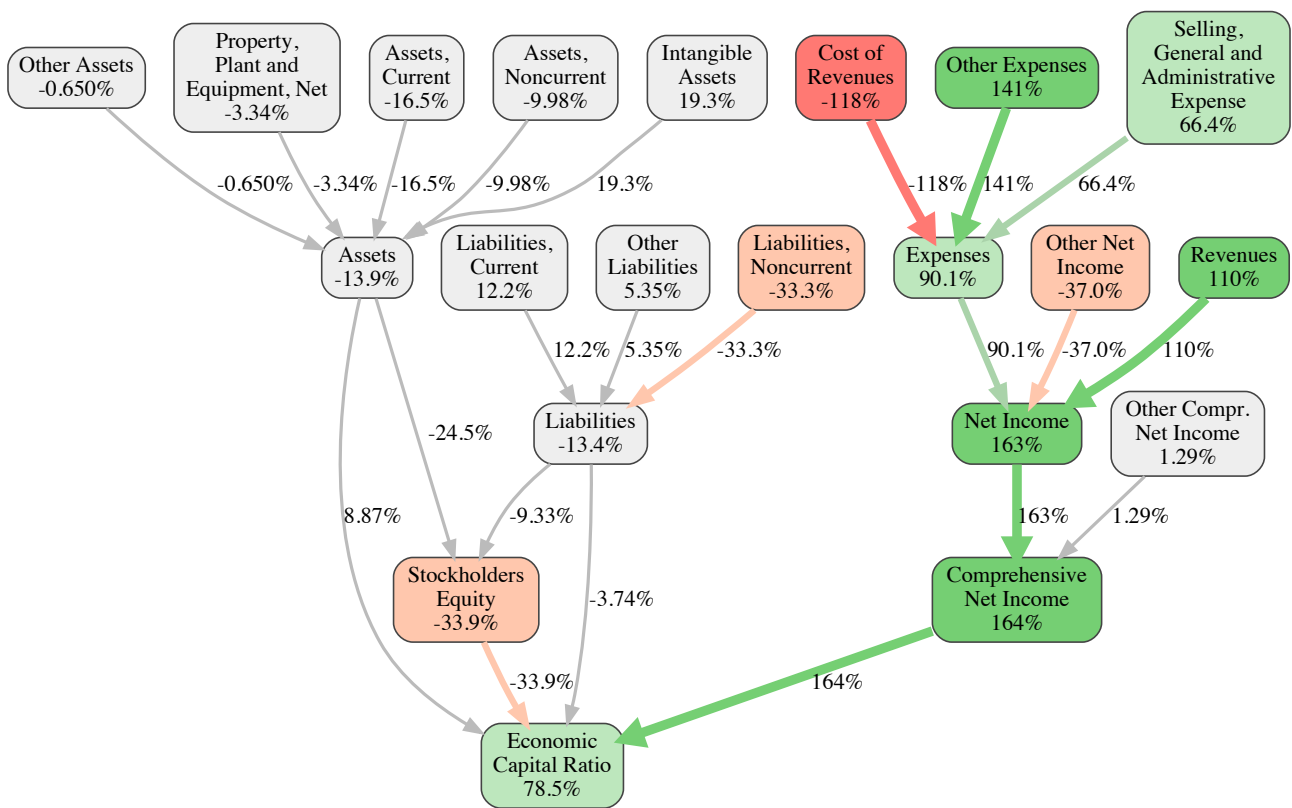 Other Assets
-0.650%
Property,
Plant and
Equipment, Net
-3.34%
Assets,
Current
-16.5%
Assets,
Noncurrent
-9.98%
Intangible
Assets
19.3%
Cost of
Revenues
-118%
Other Expenses
141%
Selling,
General and
Administrative
Expense
66.4%
-0.650%
-3.34%
-16.5%
-9.98%
19.3%
-118%
141%
66.4%
Assets
-13.9%
Liabilities,
Current
12.2%
Other
Liabilities
5.35%
Liabilities,
Noncurrent
-33.3%
Expenses
90.1%
Other Net
Income
-37.0%
Revenues
110%
12.2%
5.35%
-33.3%
90.1%
-37.0%
110%
-24.5%
Liabilities
-13.4%
Net Income
163%
Other Compr.
Net Income
1.29%
8.87%
-9.33%
163%
1.29%
Stockholders
Equity
-33.9%
-3.74%
Comprehensive
Net Income
164%
-33.9%
164%
Economic
Capital Ratio
78.5%